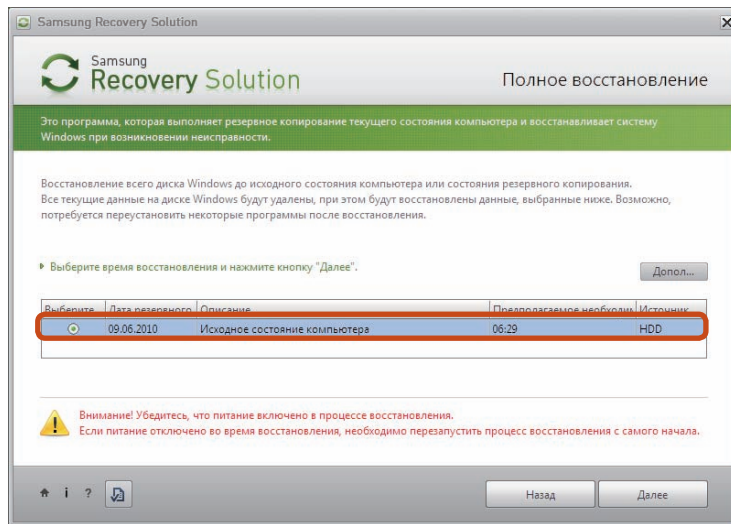 Samsung Recovery Solution
Samsung
Recovery Solution
Полное восстановление
Это программа, которая выполняет резервное копирование текущего состояния компьютера и восстанавливает систему
Windows при возникновении неисправности.
Восстановление всего диска Windows до исходного состояния компьютера или состояния резервного копирования.
Все текущие данные на диске Windows будут удалены, при этом будут восстановлены данные, выбранные ниже. Возможно,
потребуется переустановить некоторые программы после восстановления.
Выберите время восстановления и нажмите кнопку "Далее".
Допол...
Выберите Дата резервного Описание Предполагаемое необходим Источник
09.06.2010 Исходное состояние компьютера 06:29 HDD
Внимание! Убедитесь, что питание включено в процессе восстановления.
Если питание отключено во время восстановления, необходимо перезапустить процесс восстановления с самого начала.
Назад Далее